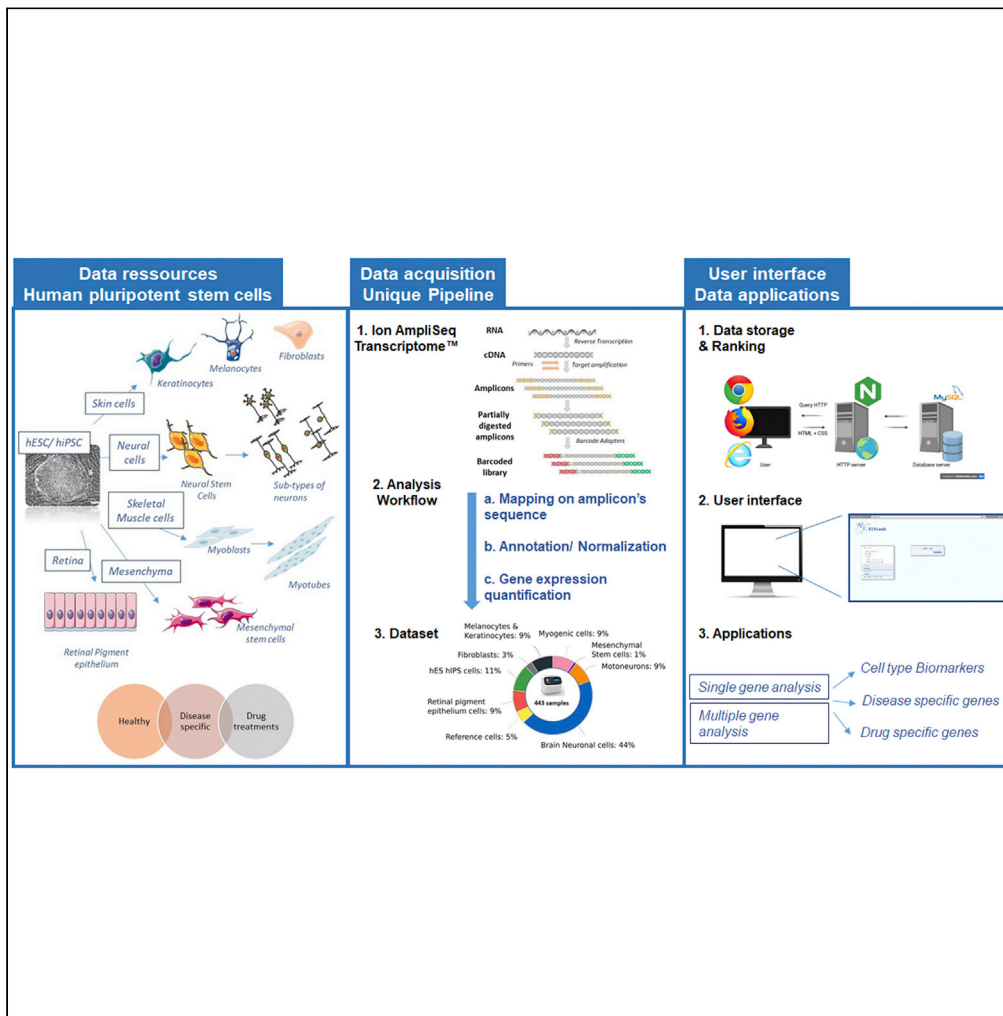 Data ressources
Human pluripotent stem cells
Melanocytes
Fibroblasts
Keratinocytes
Skin cells
hESC/ hiPSC
Neural
cells
Neural Stem
Cells
Sub-types of
neurons
Skeletal
Muscle cells
Myoblasts
Myotubes
Retina
Mesenchyma
Mesenchymal
stem cells
Retinal Pigment
epithelium
Healthy
Disease
specific
Drug
treatments
Data acquisition
Unique Pipeline
1. Ion AmpliSeq
Transcriptome™
RNA
Reverse Transcription
cDNA
Primers
Target amplification
Amplicons
Partially
digested
amplicons
Barcode Adapters
Barcoded
library
2. Analysis
Workflow
a. Mapping on amplicon's
sequence
b. Annotation/ Normalization
c. Gene expression
quantification
3. Dataset
Melanocytes &
Keratinocytes: 9%
Myogenic cells: 9%
Mesenchymal
Stem cells: 1%
Fibroblasts: 3%
Motoneurons: 9%
hES hIPS cells: 11%
Retinal pigment
epithelium cells: 9%
443 samples
Reference cells: 5%
Brain Neuronal cells: 44%
User interface
Data applications
1. Data storage
& Ranking
N
MySQL
Query HTTP
HTML + CSS
User
HTTP server
Database server
2. User interface
3. Applications
Single gene analysis
Multiple gene
analysis
Cell type Biomarkers
Disease specific genes
Drug specific genes